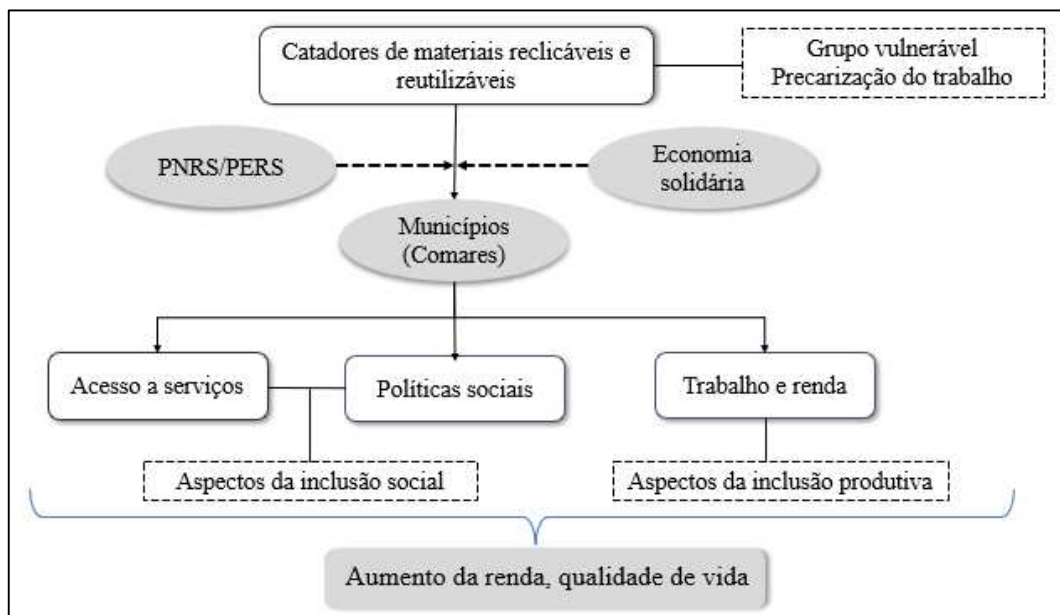 Catadores de materiais reclicáveis e
reutilizáveis
Grupo vulnerável
Precarização do trabalho
PNRS/PERS
Economia
solidária
Municípios
(Comares)
Acesso a serviços
Políticas sociais
Trabalho e renda
Aspectos da inclusão social
Aspectos da inclusão produtiva
Aumento da renda, qualidade de vida